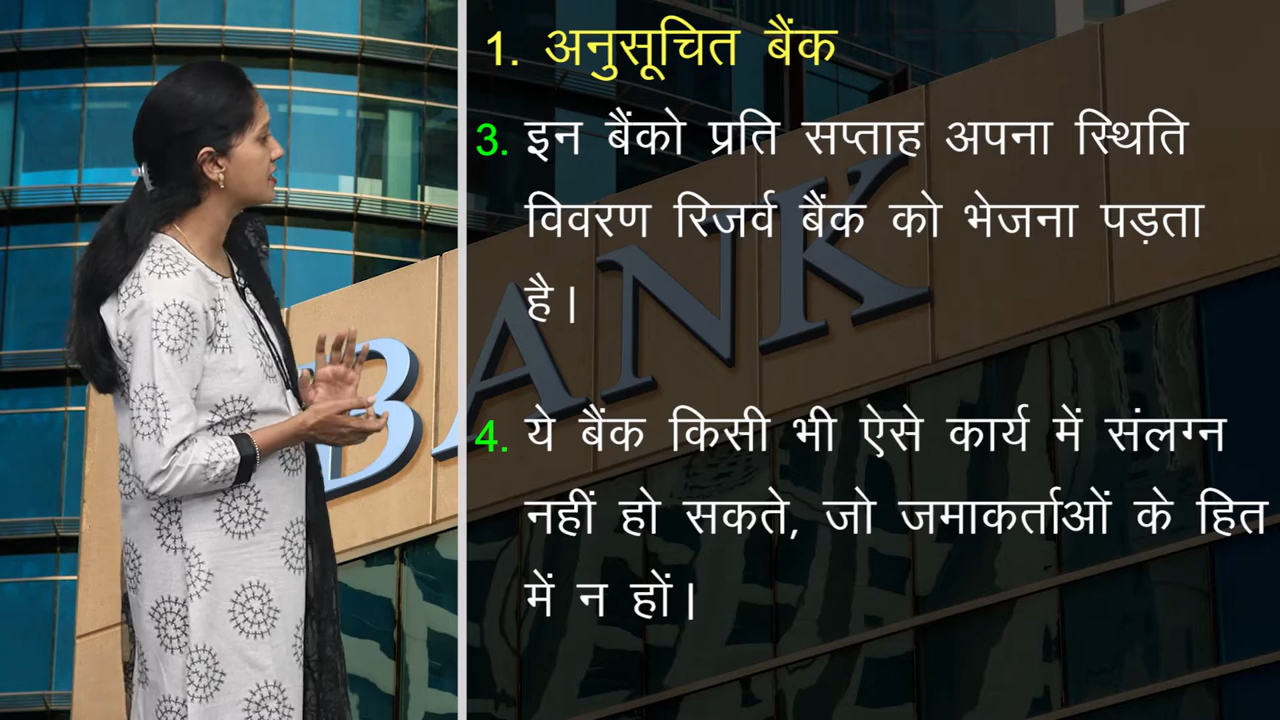 1. अनुसूचित बैंक
3. इन बैंको प्रति सप्ताह अपना स्थिति
विवरण रिजर्व बैंक को भेजना पड़ता
है।
4. ये बैंक किसी भी ऐसे कार्य में संलग्न
नहीं हो सकते, जो जमाकर्ताओं के हित
में न हों।
BANK